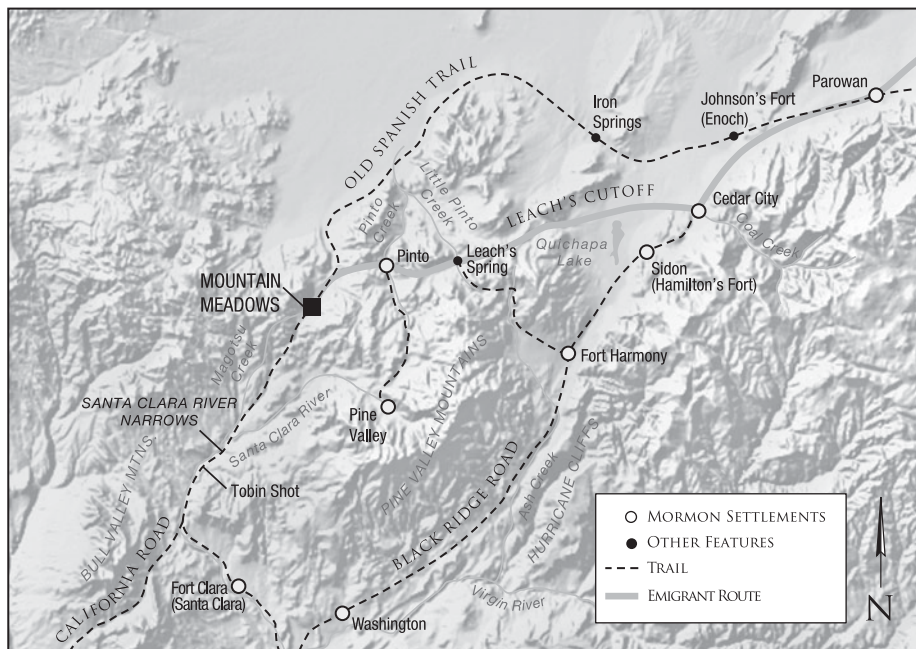 OLD SPANISH TRAIL
Parowan
Iron
Springs
Johnson's Fort
(Enoch)
Little Pinto
Creek
Pinto
Creek
LEACH'S CUTOFF
Cedar City
Coal Creek
Quichapa
Lake
Pinto
Leach's
Spring
Sidon
(Hamilton's Fort)
MOUNTAIN
MEADOWS
Magotsu
Creek
Fort Harmony
SANTA CLARA RIVER
NARROWS
Santa Clara River
Pine
Valley
PINE VALLEY MOUNTAINS
BULL VALLEY MTNS
Tobin Shot
BLACK RIDGE ROAD
Ash Creek
HURRICANE CLIFFS
CALIFORNIA ROAD
Fort Clara
(Santa Clara)
Washington
Virgin River
MORMON SETTLEMENTS
OTHER FEATURES
TRAIL
EMIGRANT ROUTE
N